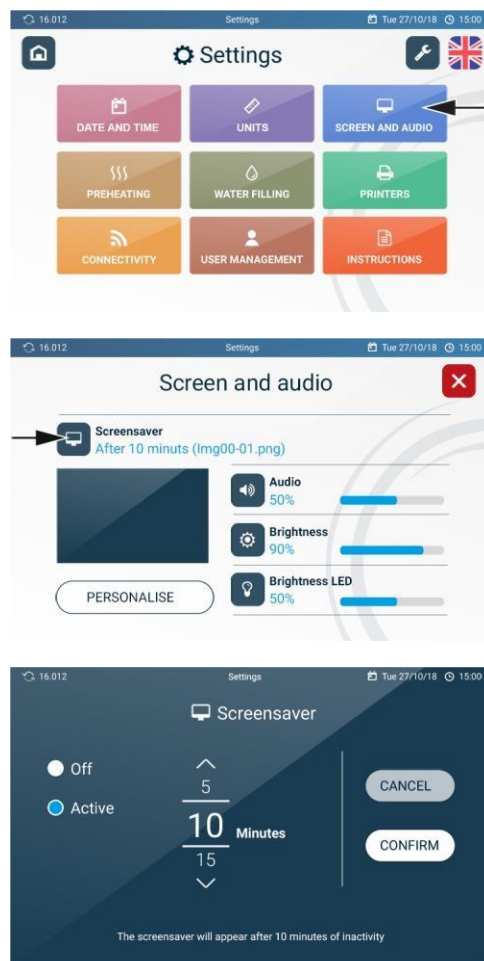 16.012 Settings Tue 27/10/18 15:00
Settings
DATE AND TIME UNITS SCREEN AND AUDIO
PREHEATING WATER FILLING PRINTERS
CONNECTIVITY USER MANAGEMENT INSTRUCTIONS
16.012 Settings Tue 27/10/18 15:00
Screen and audio
Screensaver
After 10 minuts (Img00-01.png)
Audio
50%
Brightness
90%
Brightness LED
50%
PERSONALISE
16.012 Settings Tue 27/10/18 15:00
Screensaver
Off
Active
5
10 Minutes
15
CANCEL
CONFIRM
The screensaver will appear after 10 minutes of inactivity